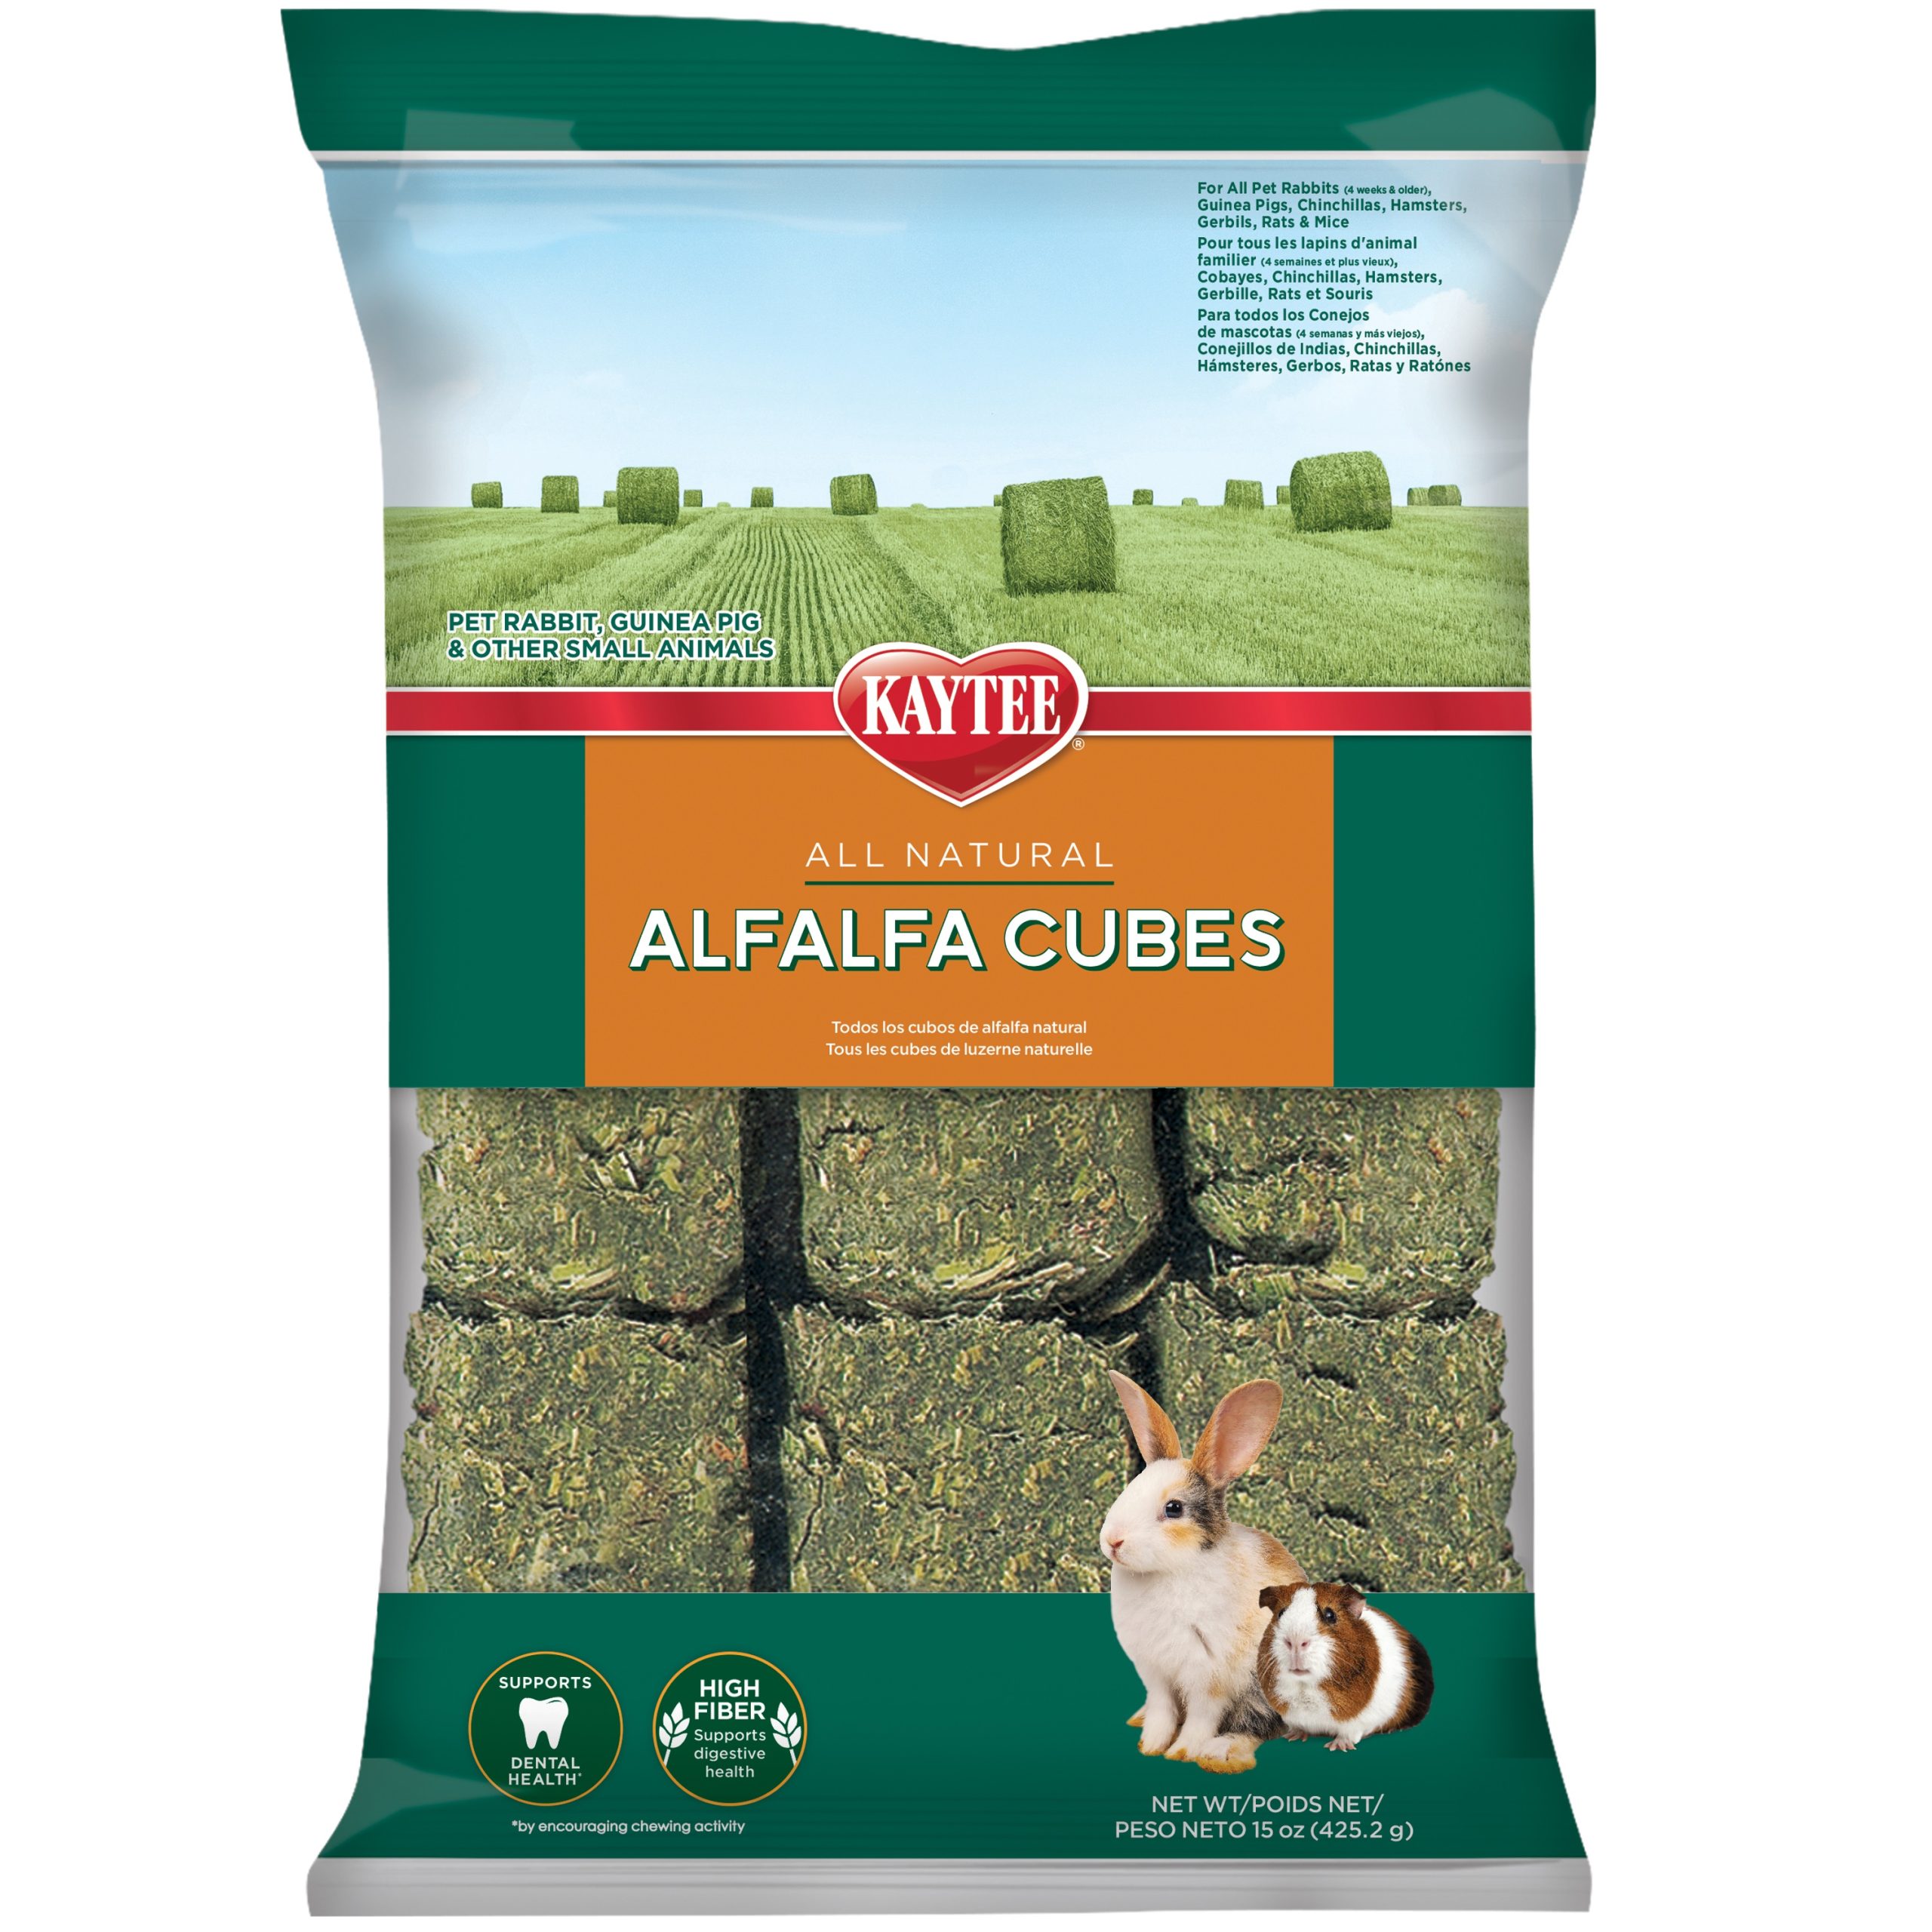 For All Pet Rabbits (4 weeks & older),
Guinea Pigs, Chinchillas, Hamsters,
Gerbils, Rats & Mice
Pour tous les lapins d'animal
familier (4 semaines et plus vieux),
Cobayes, Chinchillas, Hamsters,
Gerbille, Rats et Souris
Para todos los Conejos
de mascotas (4 semanas y más viejos),
Conejillos de Indias, Chinchillas,
Hámsteres, Gerbos, Ratas y Ratónes
PET RABBIT, GUINEA PIG
& OTHER SMALL ANIMALS
KAYTEE®
ALL NATURAL
ALFALFA CUBES
Todos los cubos de alfalfa natural
Tous les cubes de luzerne naturelle
SUPPORTS
DENTAL
HEALTH*
HIGH
FIBER
Supports
digestive
health
*by encouraging chewing activity
NET WT/POIDS NET/
PESO NETO 15 oz (425.2 g)